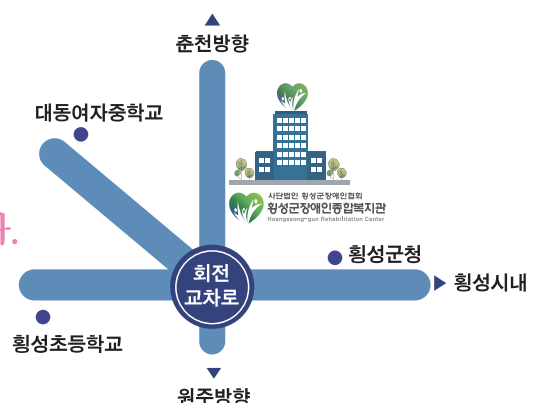 춘천방향
대동여자중학교
사단법인 횡성군장애인협회
횡성군장애인종합복지관
Hoengseong-gun Rehabilitation Center
다.
횡성군청
횡성시내
회전
교차로
횡성초등학교
원주방향